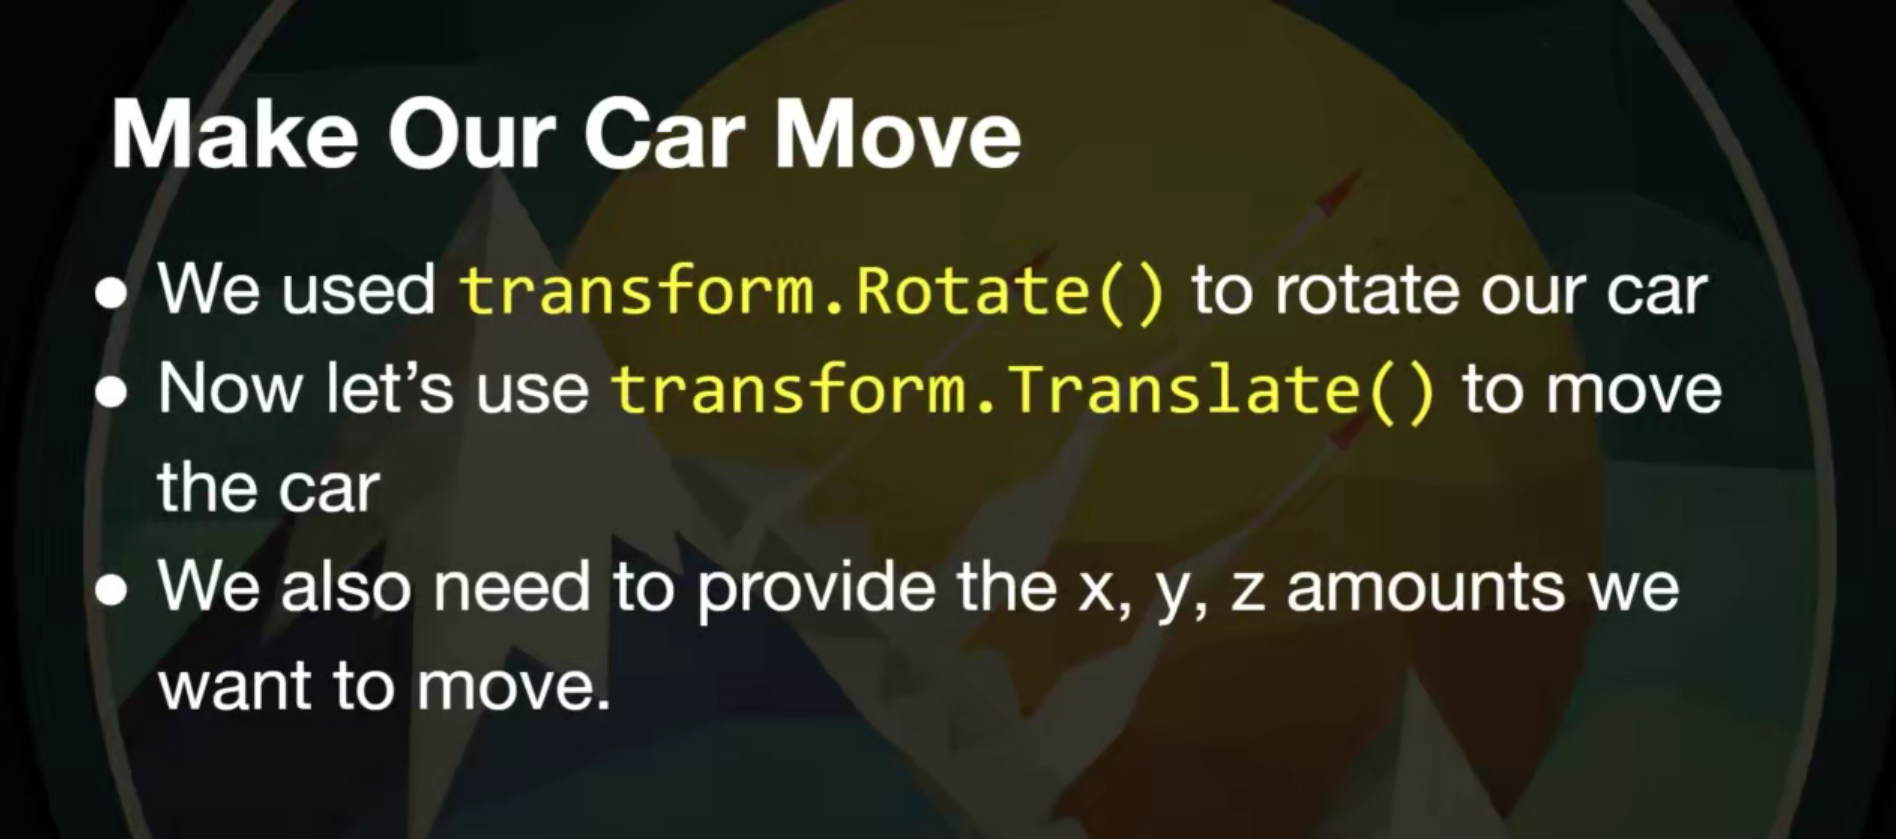 Make Our Car Move
● We used transform.Rotate() to rotate our car
● Now let’s use transform.Translate() to move
the car
● We also need to provide the x, y, z amounts we
want to move.